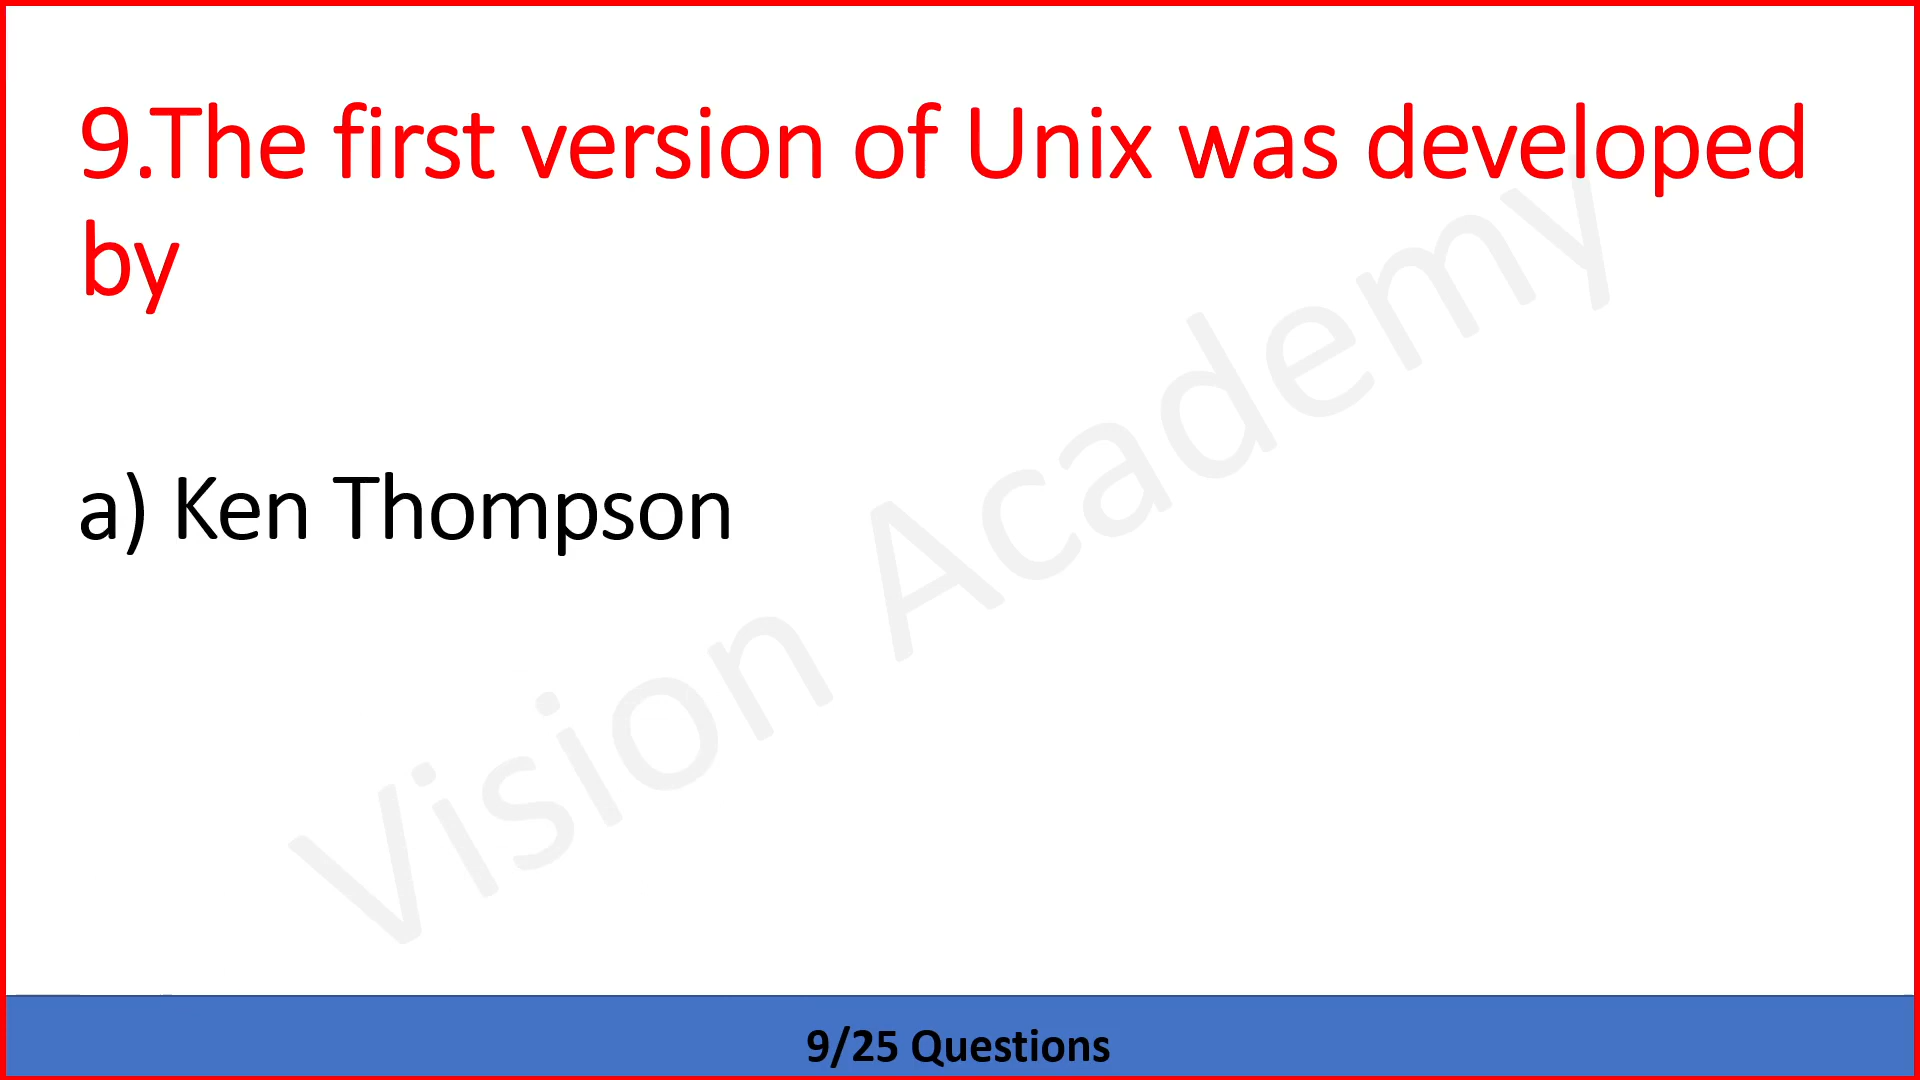 9.The first version of Unix was developed
by
a) Ken Thompson
Vision Academy
9/25 Questions